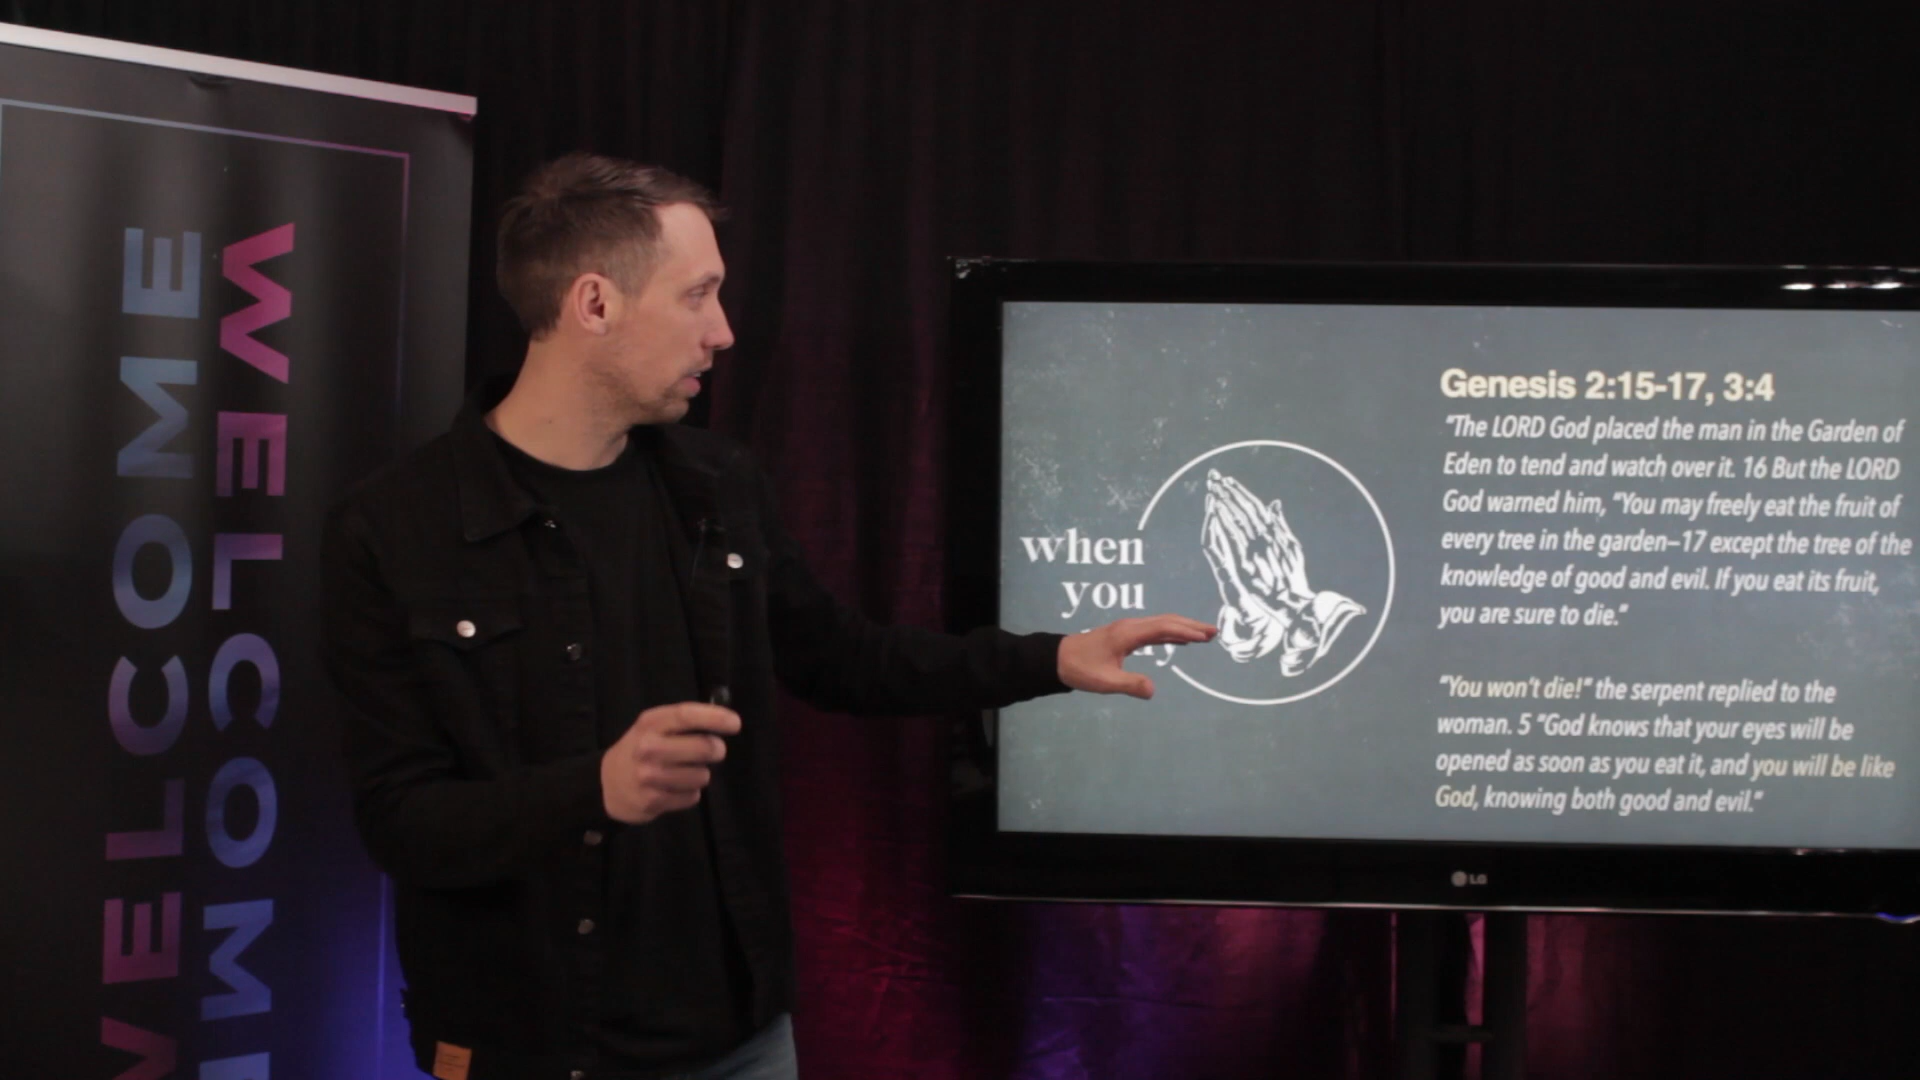 WELCOME
WELCOM
when
you
Genesis 2:15-17, 3:4
"The LORD God placed the man in the Garden of
Eden to tend and watch over it. 16 But the LORD
God warned him, "You may freely eat the fruit of
every tree in the garden–17 except the tree of the
knowledge of good and evil. If you eat its fruit,
you are sure to die."
"You won't die!" the serpent replied to the
woman. 5 "God knows that your eyes will be
opened as soon as you eat it, and you will be like
God, knowing both good and evil."
LG